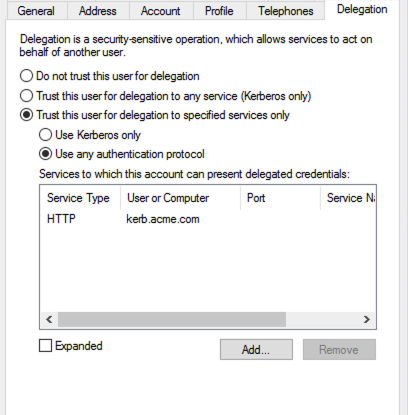 General Address Account Profile Telephones Delegation
Delegation is a security-sensitive operation, which allows services to act on
behalf of another user.
Do not trust this user for delegation
Trust this user for delegation to any service (Kerberos only)
Trust this user for delegation to specified services only
Use Kerberos only
Use any authentication protocol
Services to which this account can present delegated credentials:
Service Type User or Computer Port Service Na
HTTP kerb.acme.com
Expanded Add... Remove